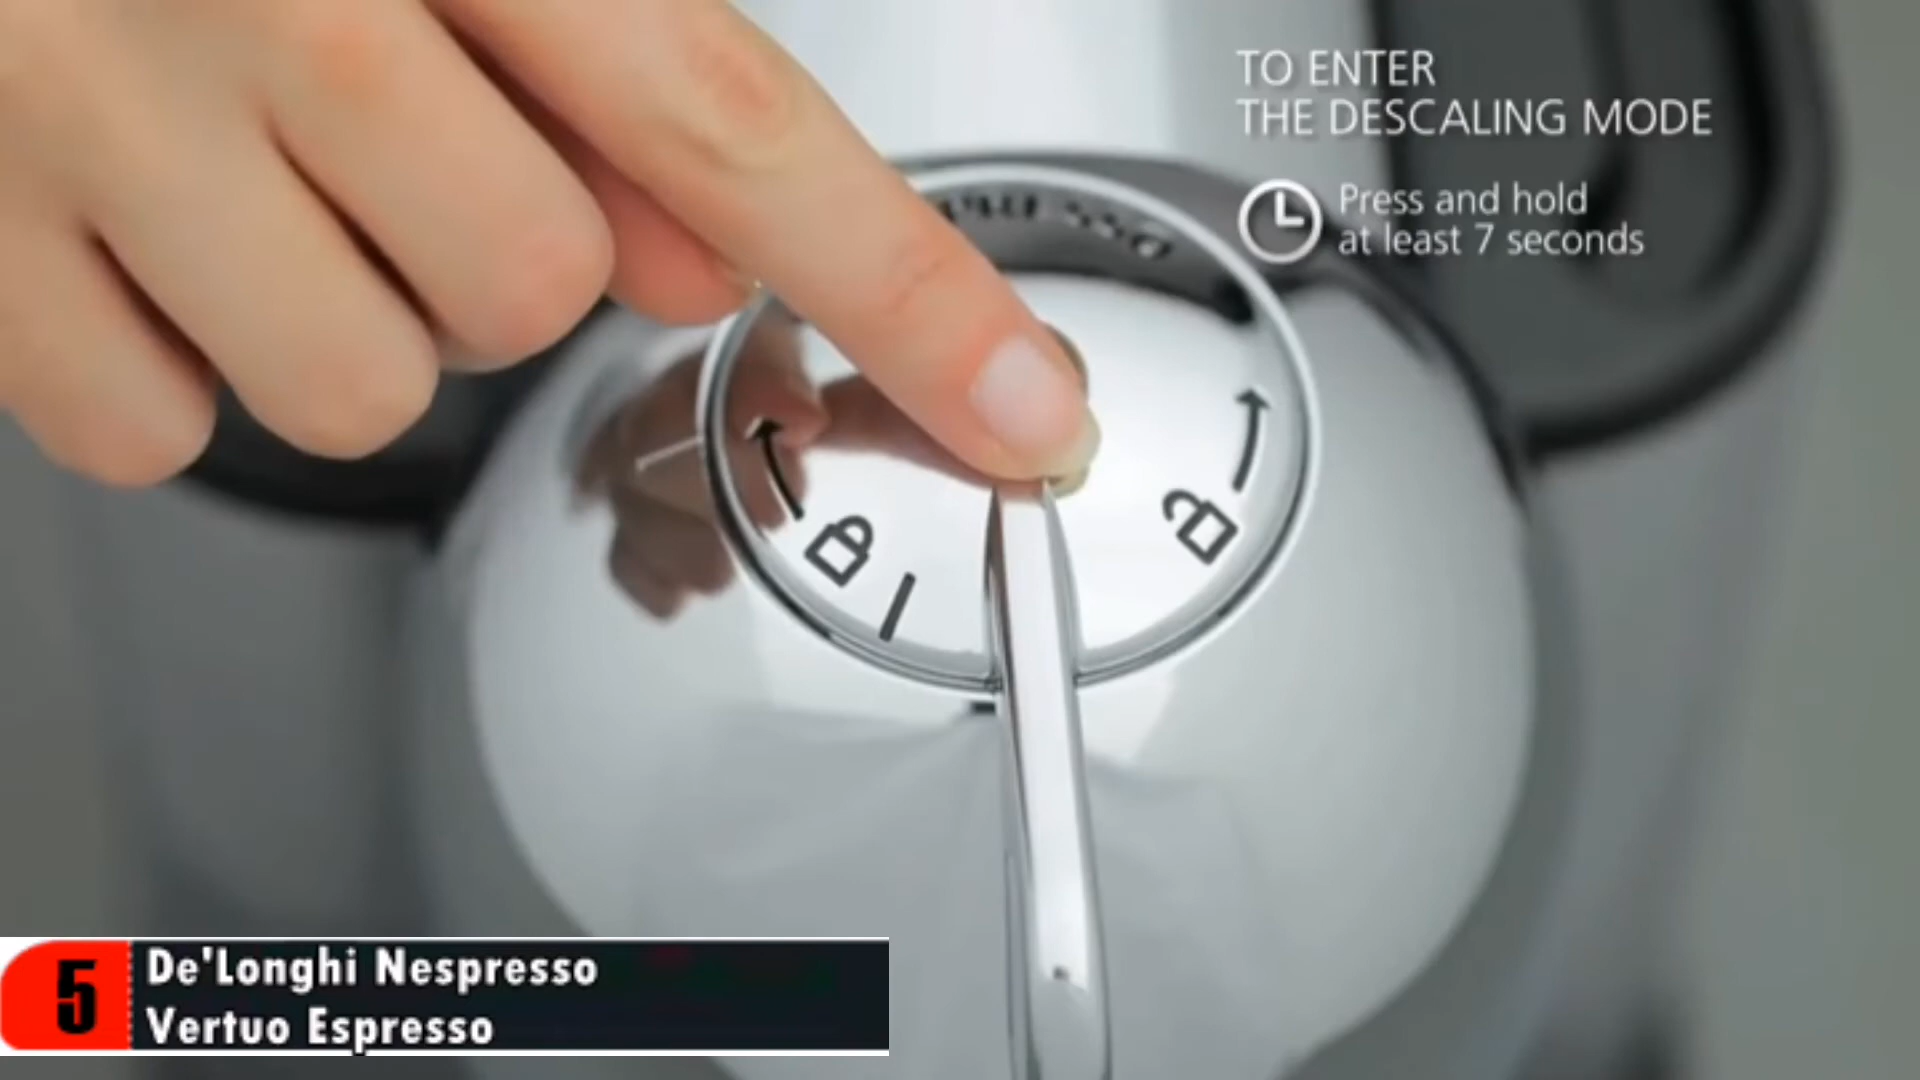 TO ENTER
THE DESCALING MODE
Press and hold
at least 7 seconds
5
De'Longhi Nespresso
Vertuo Espresso